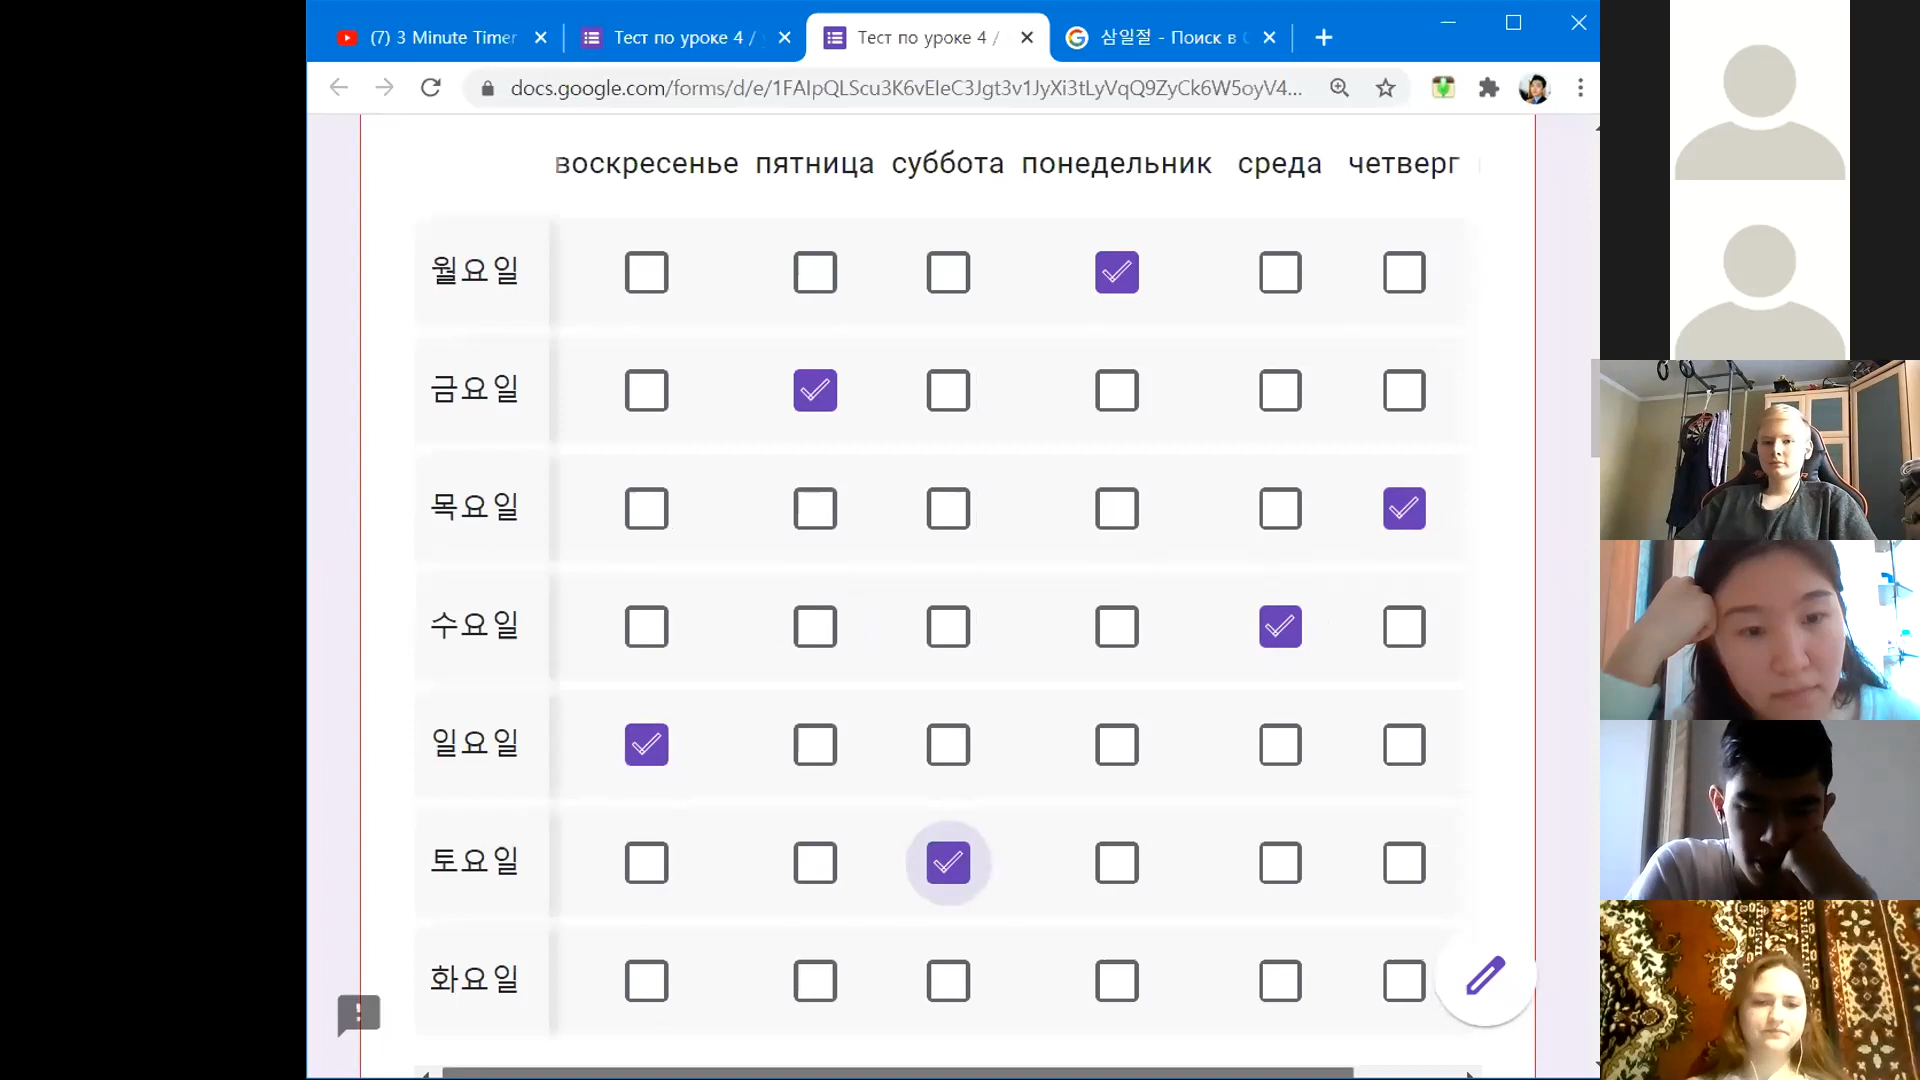 (7) 3 Minute Timer
Тест по уроке 4 /
Тест по уроке 4 /
삼일절 - Поиск в
docs.google.com/forms/d/e/1FAIpQLScu3K6vEIeC3Jgt3v1JyXi3tLyVqQ9ZyCk6W5oyV4...
воскресенье пятница суббота понедельник среда четверг
월요일
금요일
목요일
수요일
일요일
토요일
화요일